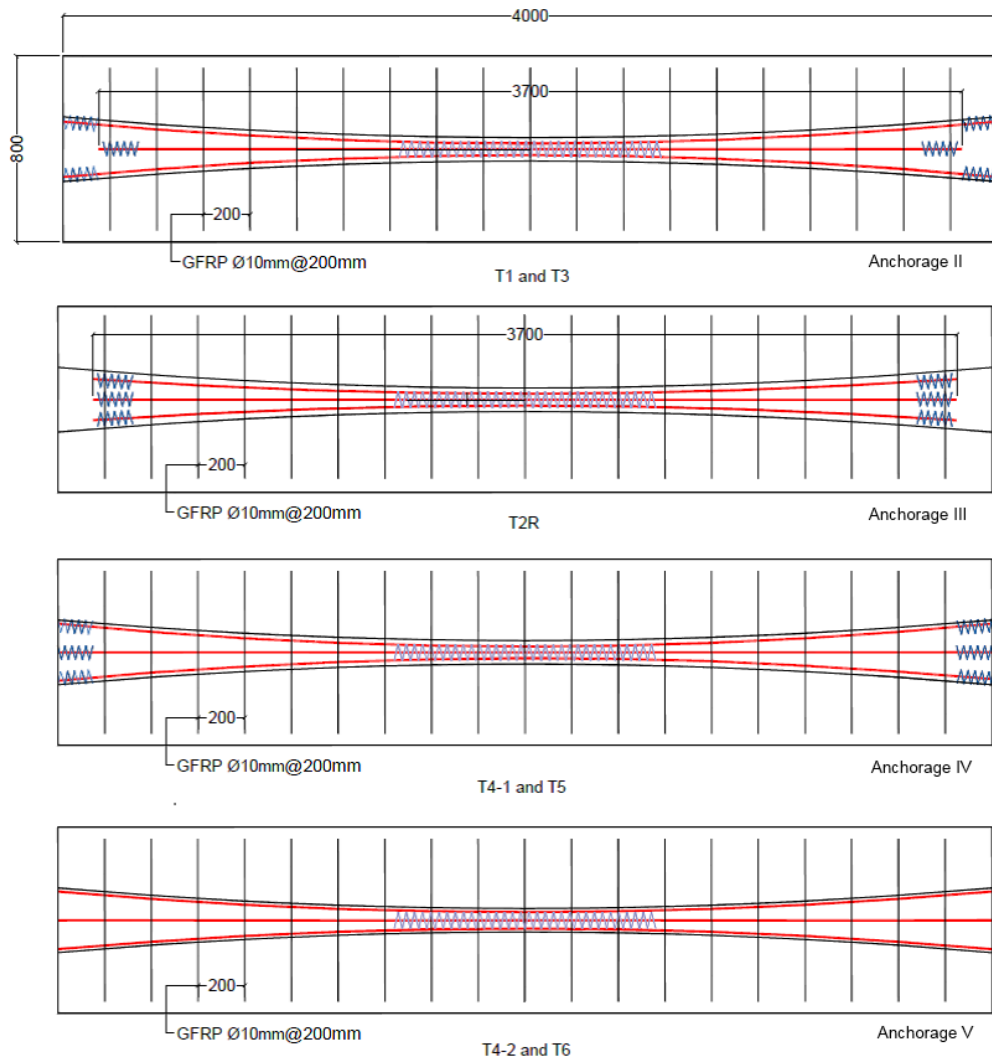 4000
800
3700
200
GFRP Ø10mm@200mm
T1 and T3
Anchorage II
3700
200
GFRP Ø10mm@200mm
T2R
Anchorage III
200
GFRP Ø10mm@200mm
T4-1 and T5
Anchorage IV
200
GFRP Ø10mm@200mm
T4-2 and T6
Anchorage V